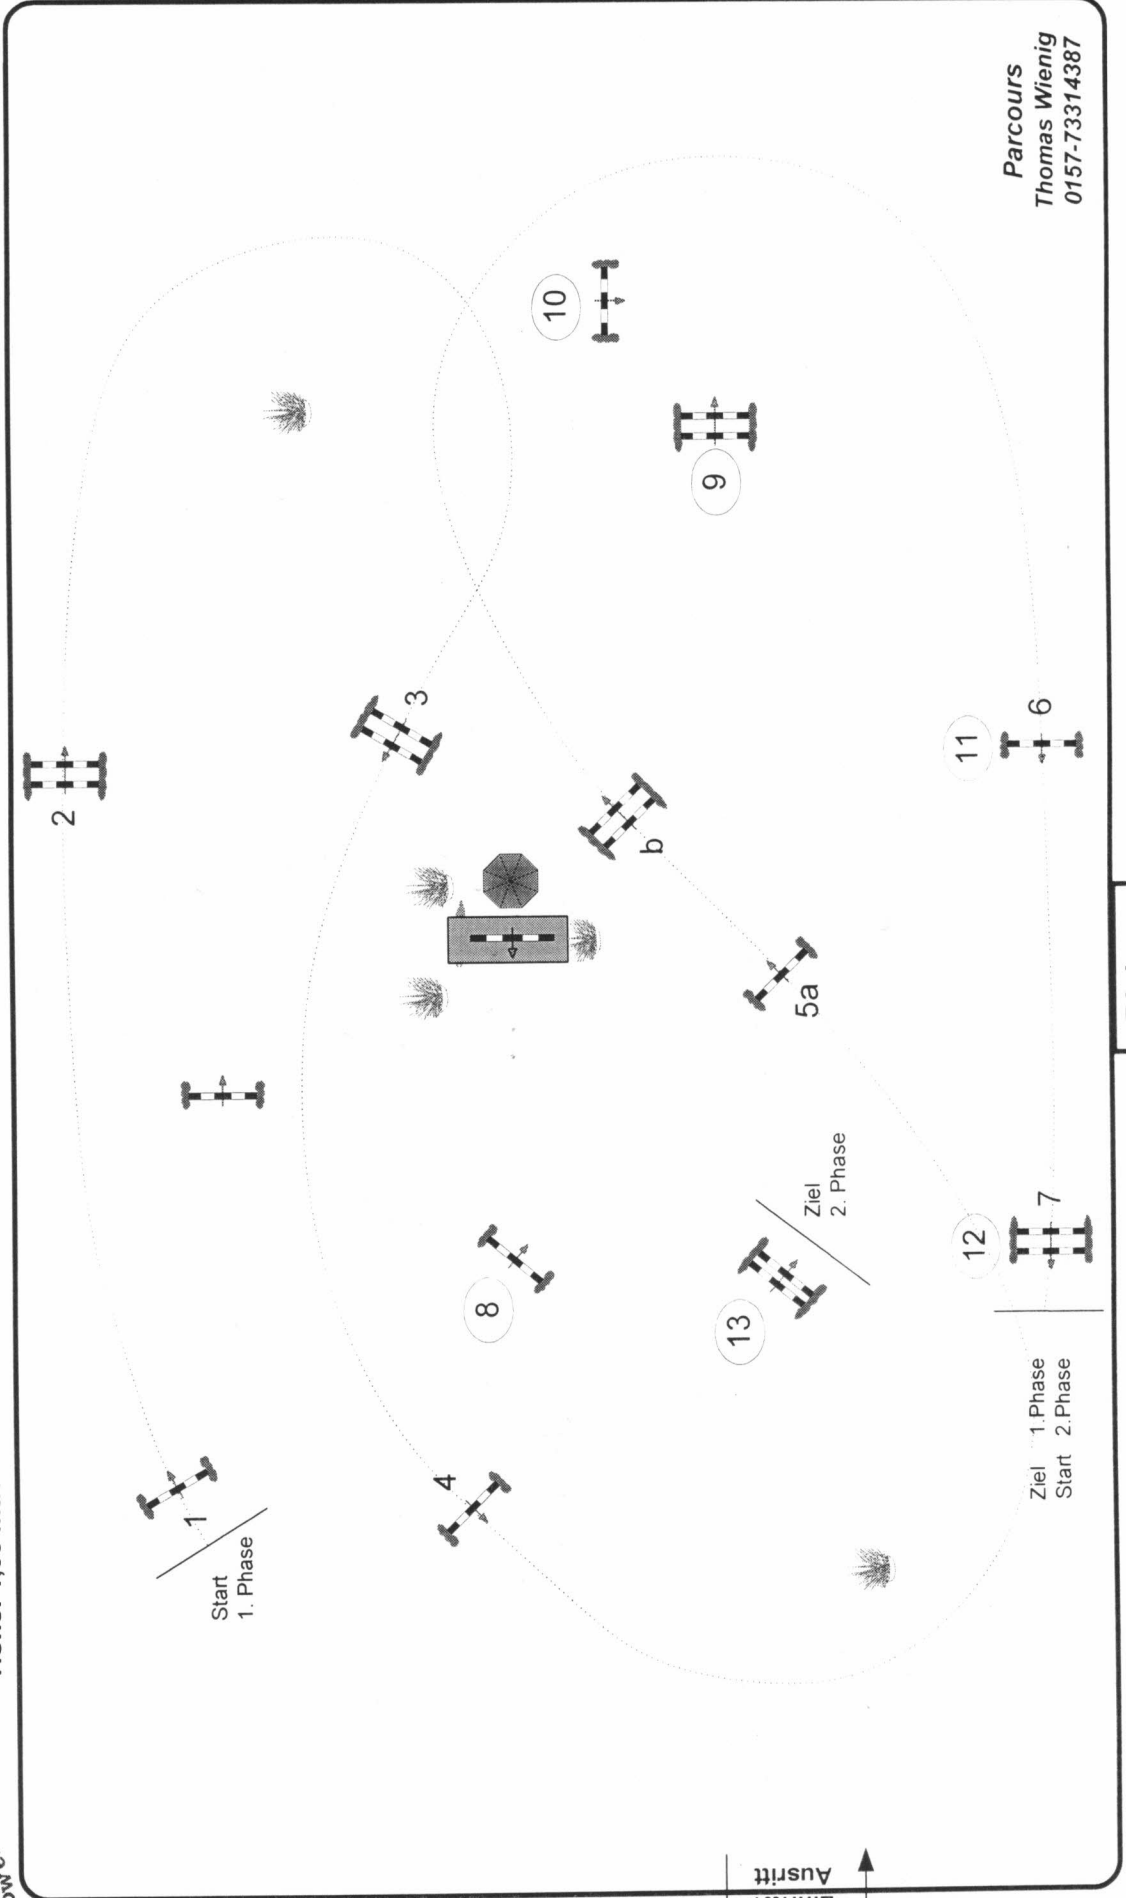 Parcours
Thomas Wienig
0157-73314387
10
9
2
3
11
6
b
5a
Ziel
2. Phase
12
7
8
13
4
1
Start
1. Phase
Ziel 1.Phase
Start 2.Phase
Ausritt